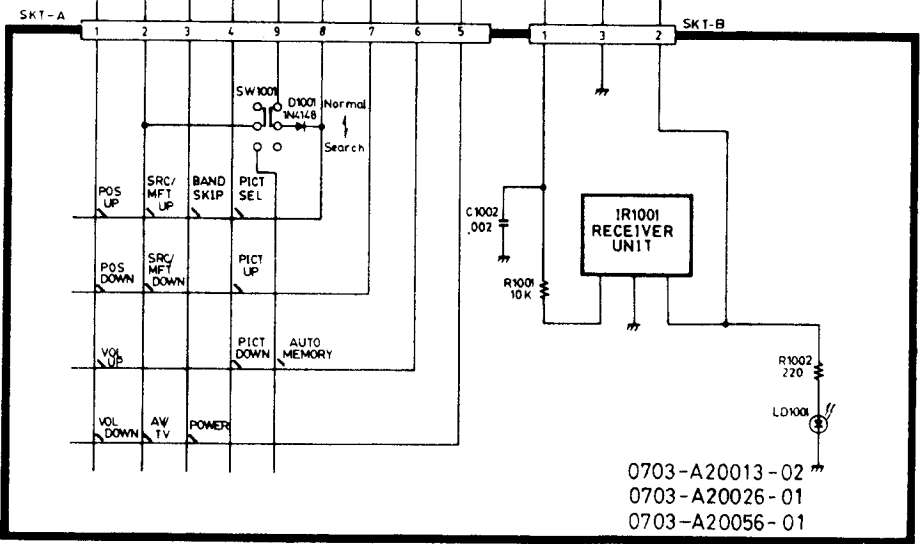 SKT-A
SKT-B
1 2 3 4 9 8 7 6 5
1 3 2
SW1001
D1001
1N4148
Normal
Search
POS
UP
SRC/
MFT
UP
BAND
SKIP
PICT
SEL
C1002
.002
IR1001
RECEIVER
UNIT
POS
DOWN
SRC/
MFT
DOWN
PICT
UP
R1001
10K
VOL
UP
PICT
DOWN
AUTO
MEMORY
R1002
220
VOL
DOWN
AV/
TV
POWER
LD1001
0703-A20013-02
0703-A20026-01
0703-A20056-01